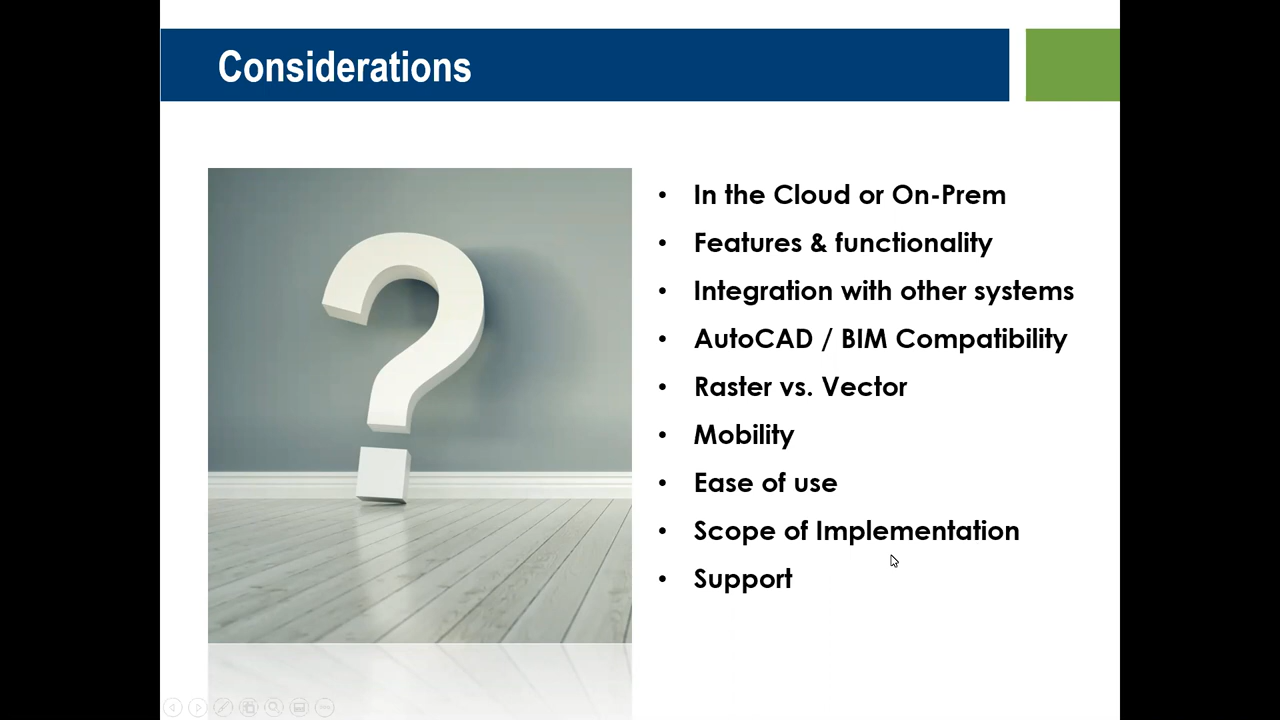 Considerations
• In the Cloud or On-Prem
• Features & functionality
• Integration with other systems
• AutoCAD / BIM Compatibility
• Raster vs. Vector
• Mobility
• Ease of use
• Scope of Implementation
• Support